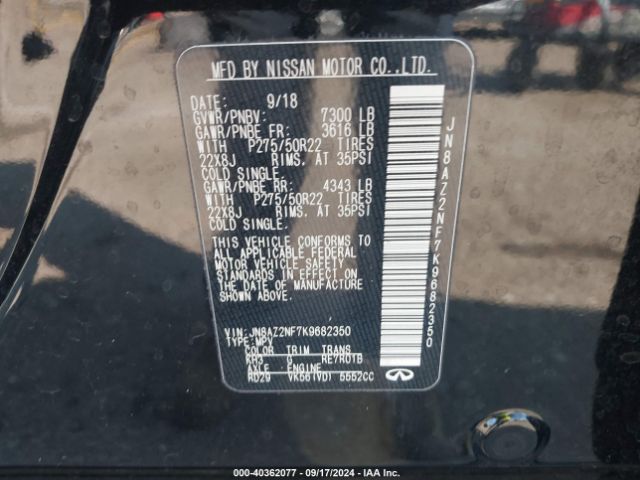 MFD BY NISSAN MOTOR CO.,LTD.
DATE: 9/18
GVWR/PNBV: 7300 LB
GAWR/PNBE FR: 3616 LB
WITH P275/50R22 TIRES
22X8J RIMS. AT 35PSI
COLD SINGLE.
GAWR/PNBE RR: 4343 LB
WITH P275/50R22 TIRES
22X8J RIMS. AT 35PSI
COLD SINGLE.
THIS VEHICLE CONFORMS TO
ALL APPLICABLE FEDERAL
MOTOR VEHICLE SAFETY
STANDARDS IN EFFECT ON
THE DATE OF MANUFACTURE
SHOWN ABOVE.
VIN: JN8AZ2NF7K9682350
TYPE: MPV
COLOR TRIM TRANS
KH3 G RE7R01B
AXLE ENGINE
RD29 VK56(VD) 5552CC
JN8AZ2NF7K9682350
INFINITI
000-40362077 - 09/17/2024 - IAA Inc.